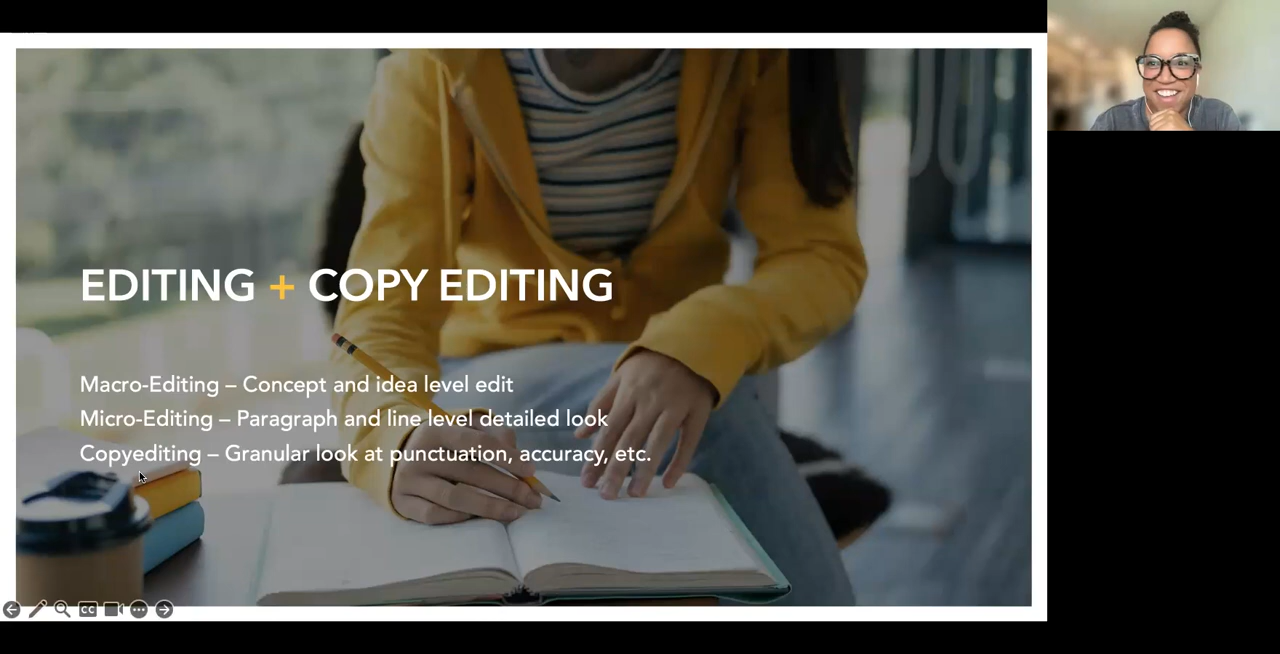 EDITING + COPY EDITING
Macro-Editing – Concept and idea level edit
Micro-Editing – Paragraph and line level detailed look
Copyediting – Granular look at punctuation, accuracy, etc.
CC